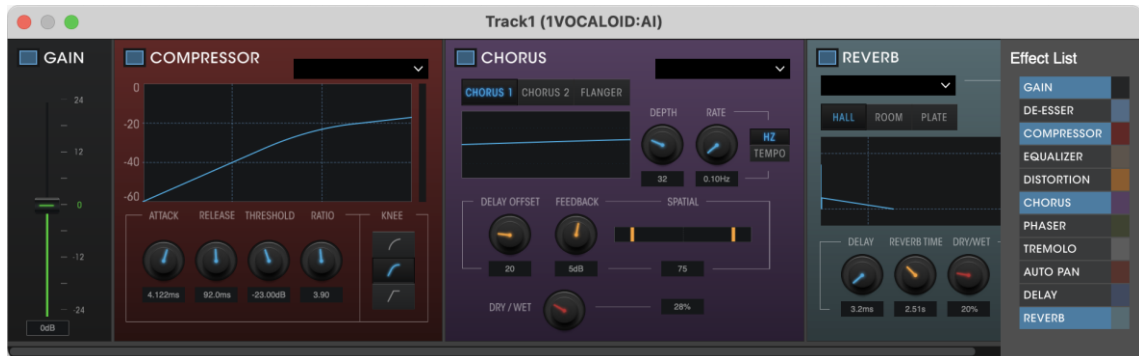 Track1 (1VOCALOID:AI)
GAIN
24
12
0
-12
-24
0dB
COMPRESSOR
0
-20
-40
-60
ATTACK RELEASE THRESHOLD RATIO KNEE
4.122ms 92.0ms -23.00dB 3.90
CHORUS
CHORUS 1 CHORUS 2 FLANGER
DEPTH RATE
HZ
TEMPO
32 0.10Hz
DELAY OFFSET FEEDBACK SPATIAL
20 5dB 75
DRY / WET 28%
REVERB
HALL ROOM PLATE
DELAY REVERB TIME DRY/WET
3.2ms 2.51s 20%
Effect List
GAIN
DE-ESSER
COMPRESSOR
EQUALIZER
DISTORTION
CHORUS
PHASER
TREMOLO
AUTO PAN
DELAY
REVERB